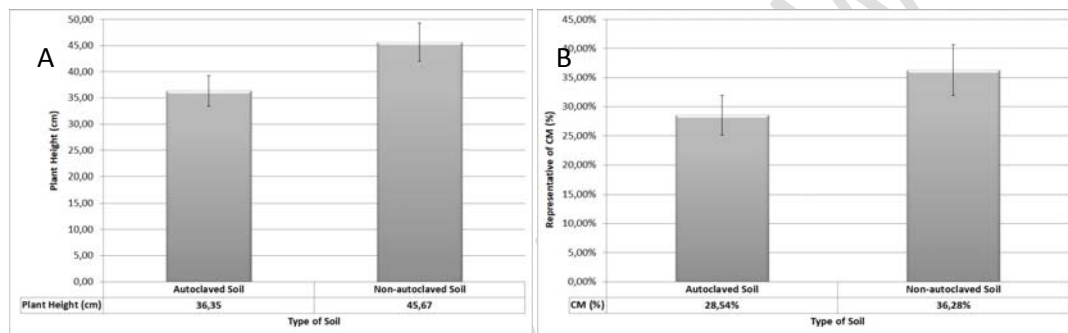 A
50,00
45,00
40,00
35,00
30,00
25,00
20,00
15,00
10,00
5,00
0,00
Plant Height (cm)
Autoclaved Soil
Non-autoclaved Soil
Plant Height (cm)
36,35
45,67
Type of Soil
B
45,00%
40,00%
35,00%
30,00%
25,00%
20,00%
15,00%
10,00%
5,00%
0,00%
Representative of CM (%)
Autoclaved Soil
Non-autoclaved Soil
CM (%)
28,54%
36,28%
Type of Soil